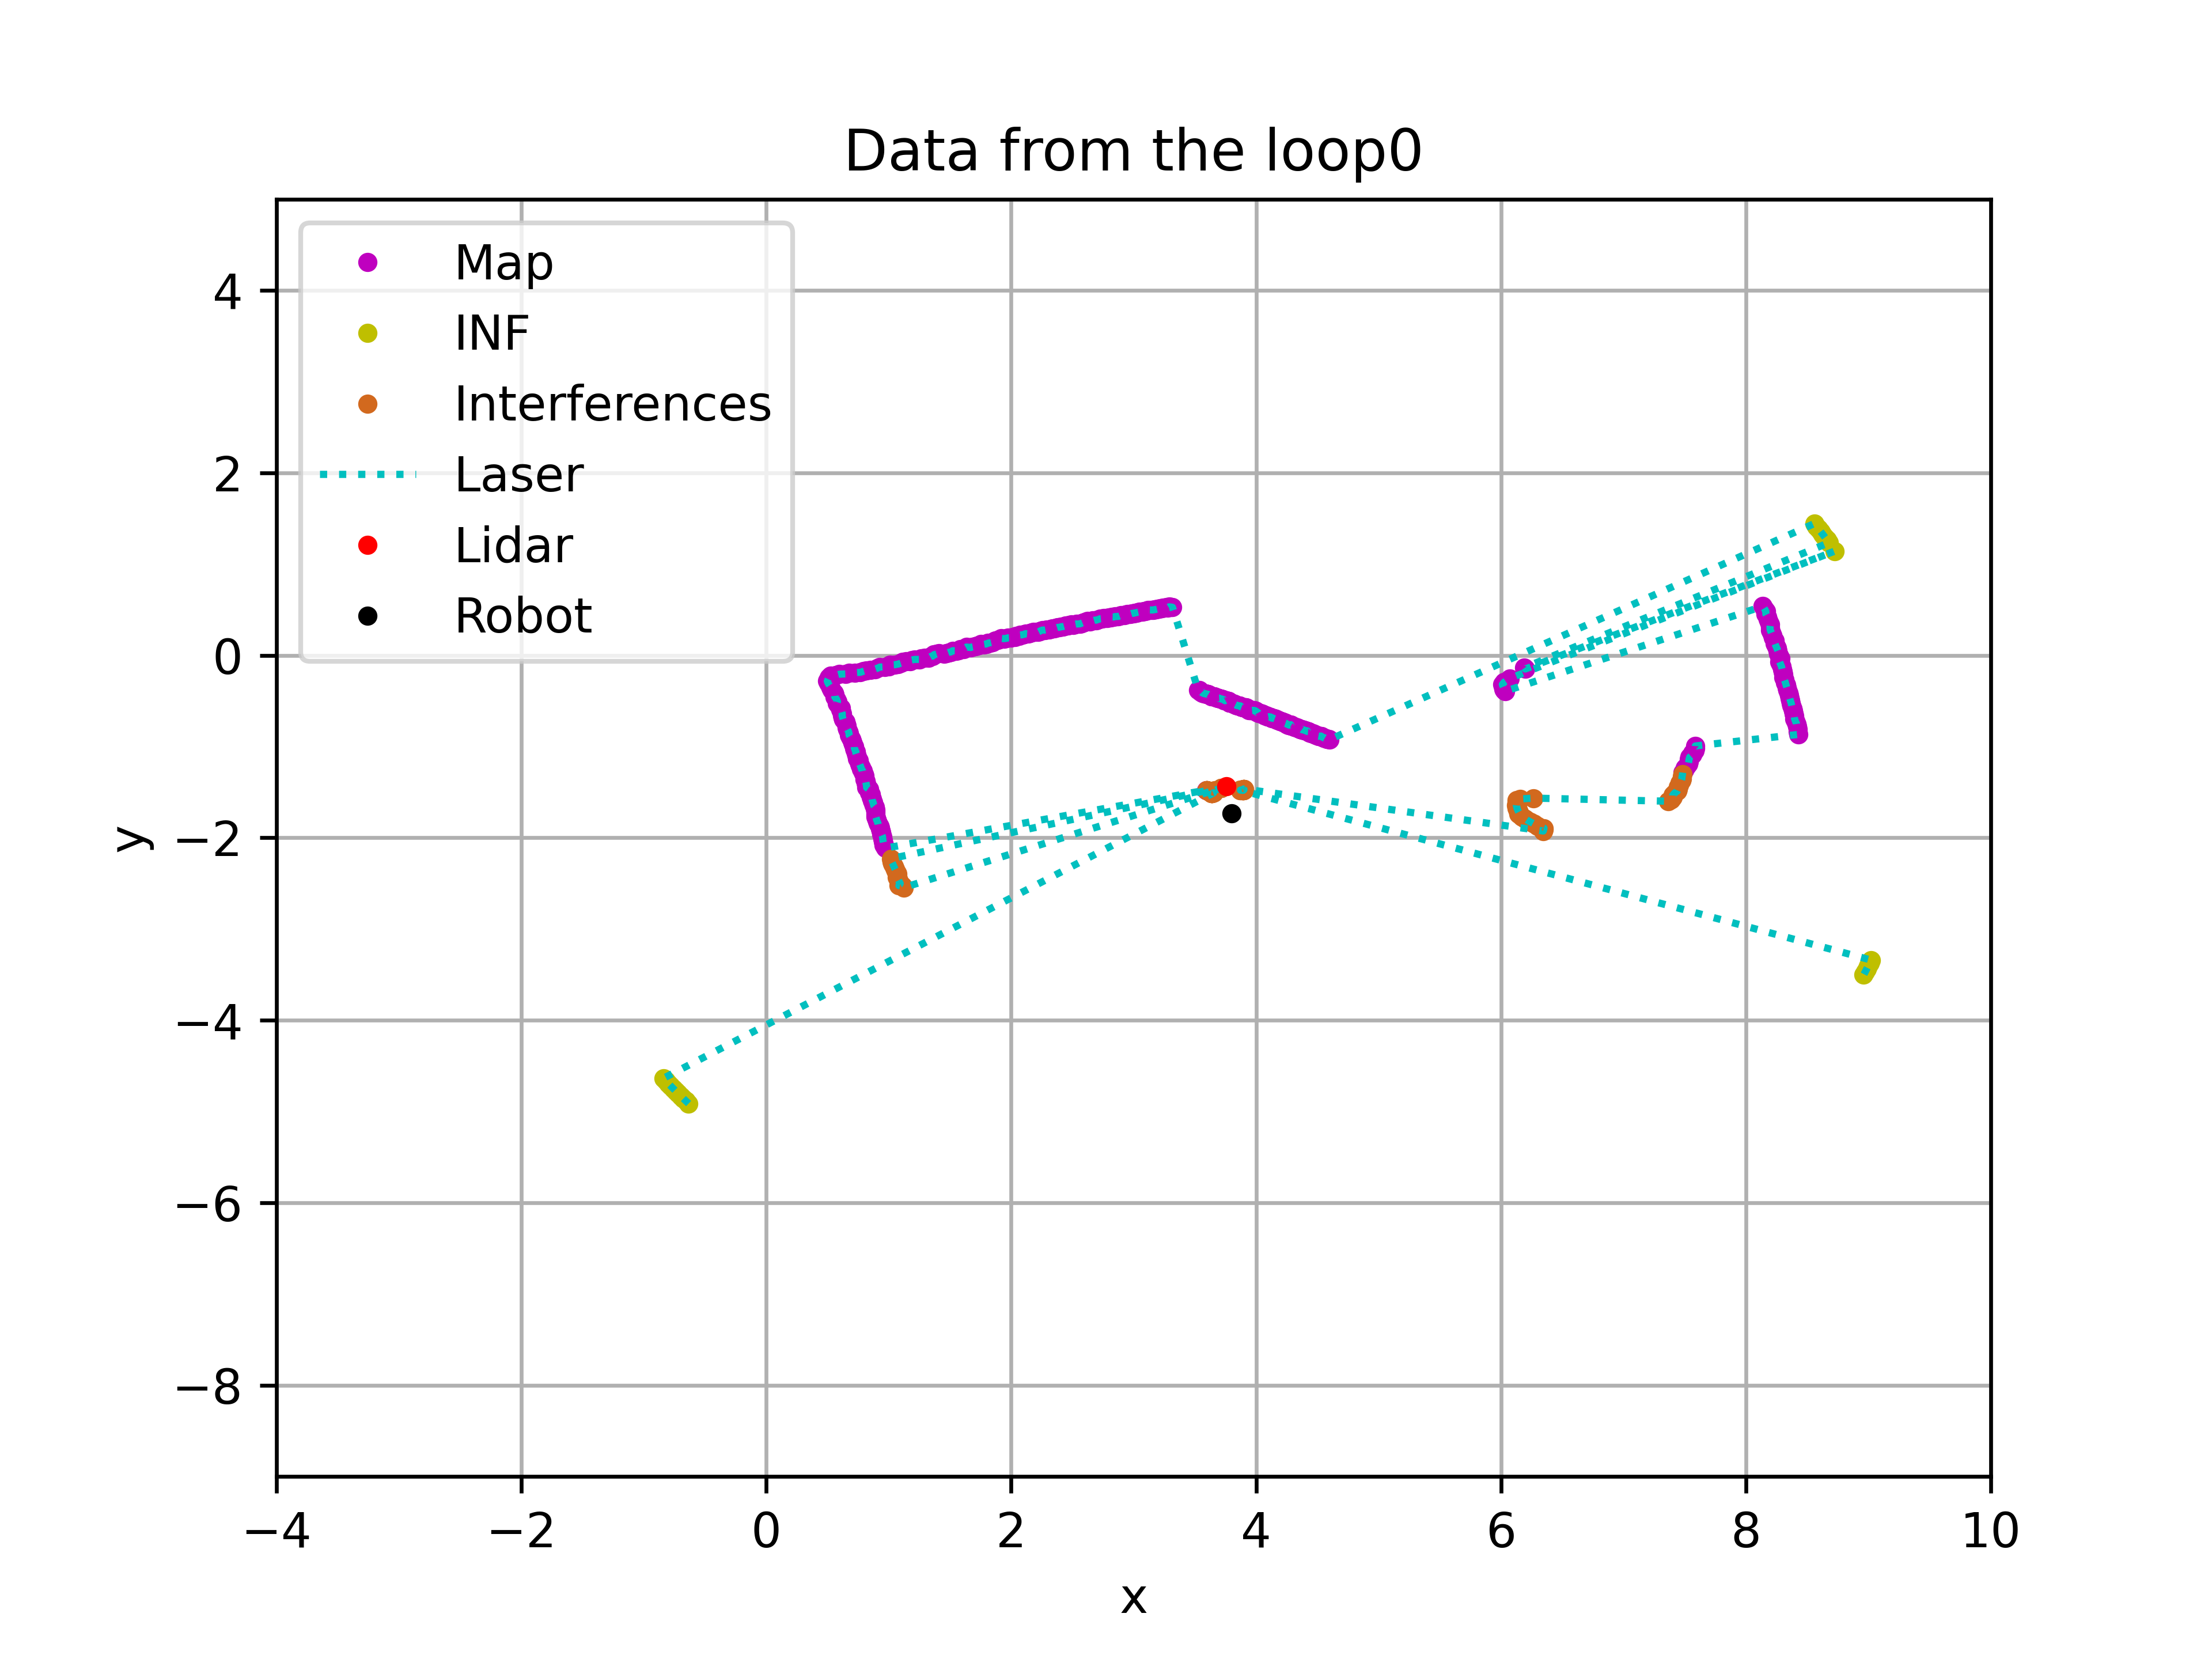 Data from the loop0
Map
INF
Interferences
Laser
Lidar
Robot
4
2
0
−2
−4
−6
−8
y
−4 −2 0 2 4 6 8 10
x